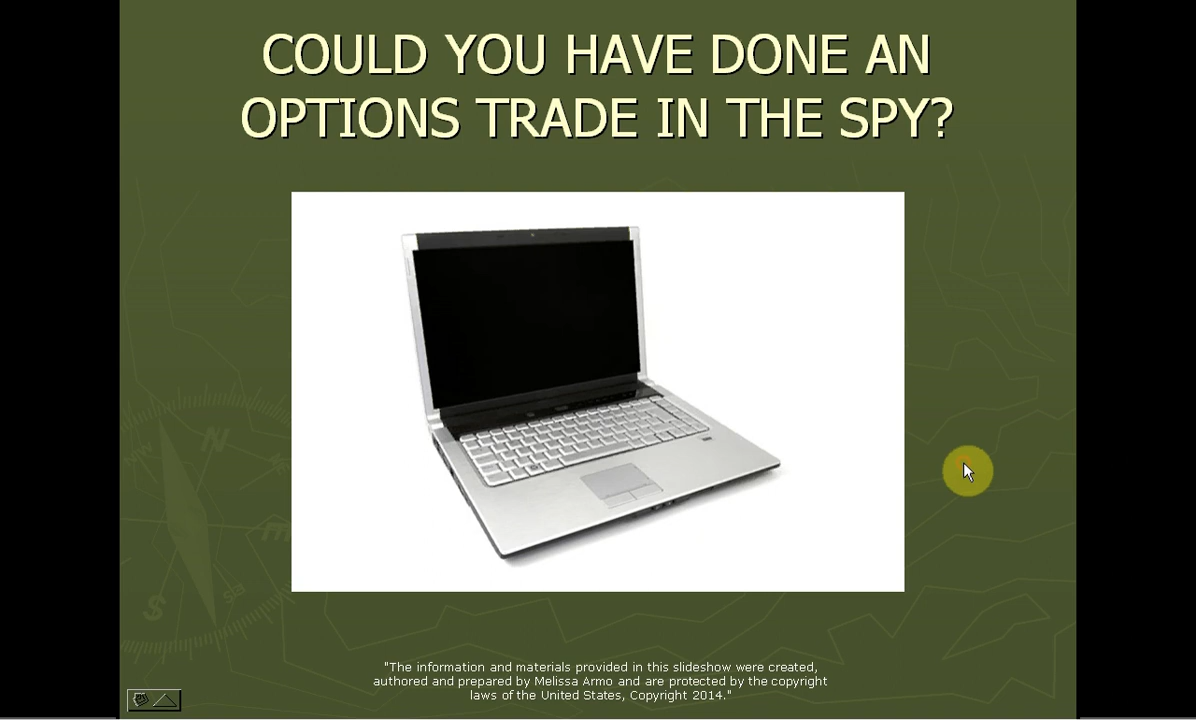 COULD YOU HAVE DONE AN
OPTIONS TRADE IN THE SPY?
N
S
"The information and materials provided in this slideshow were created,
authored and prepared by Melissa Armo and are protected by the copyright
laws of the United States, Copyright 2014."